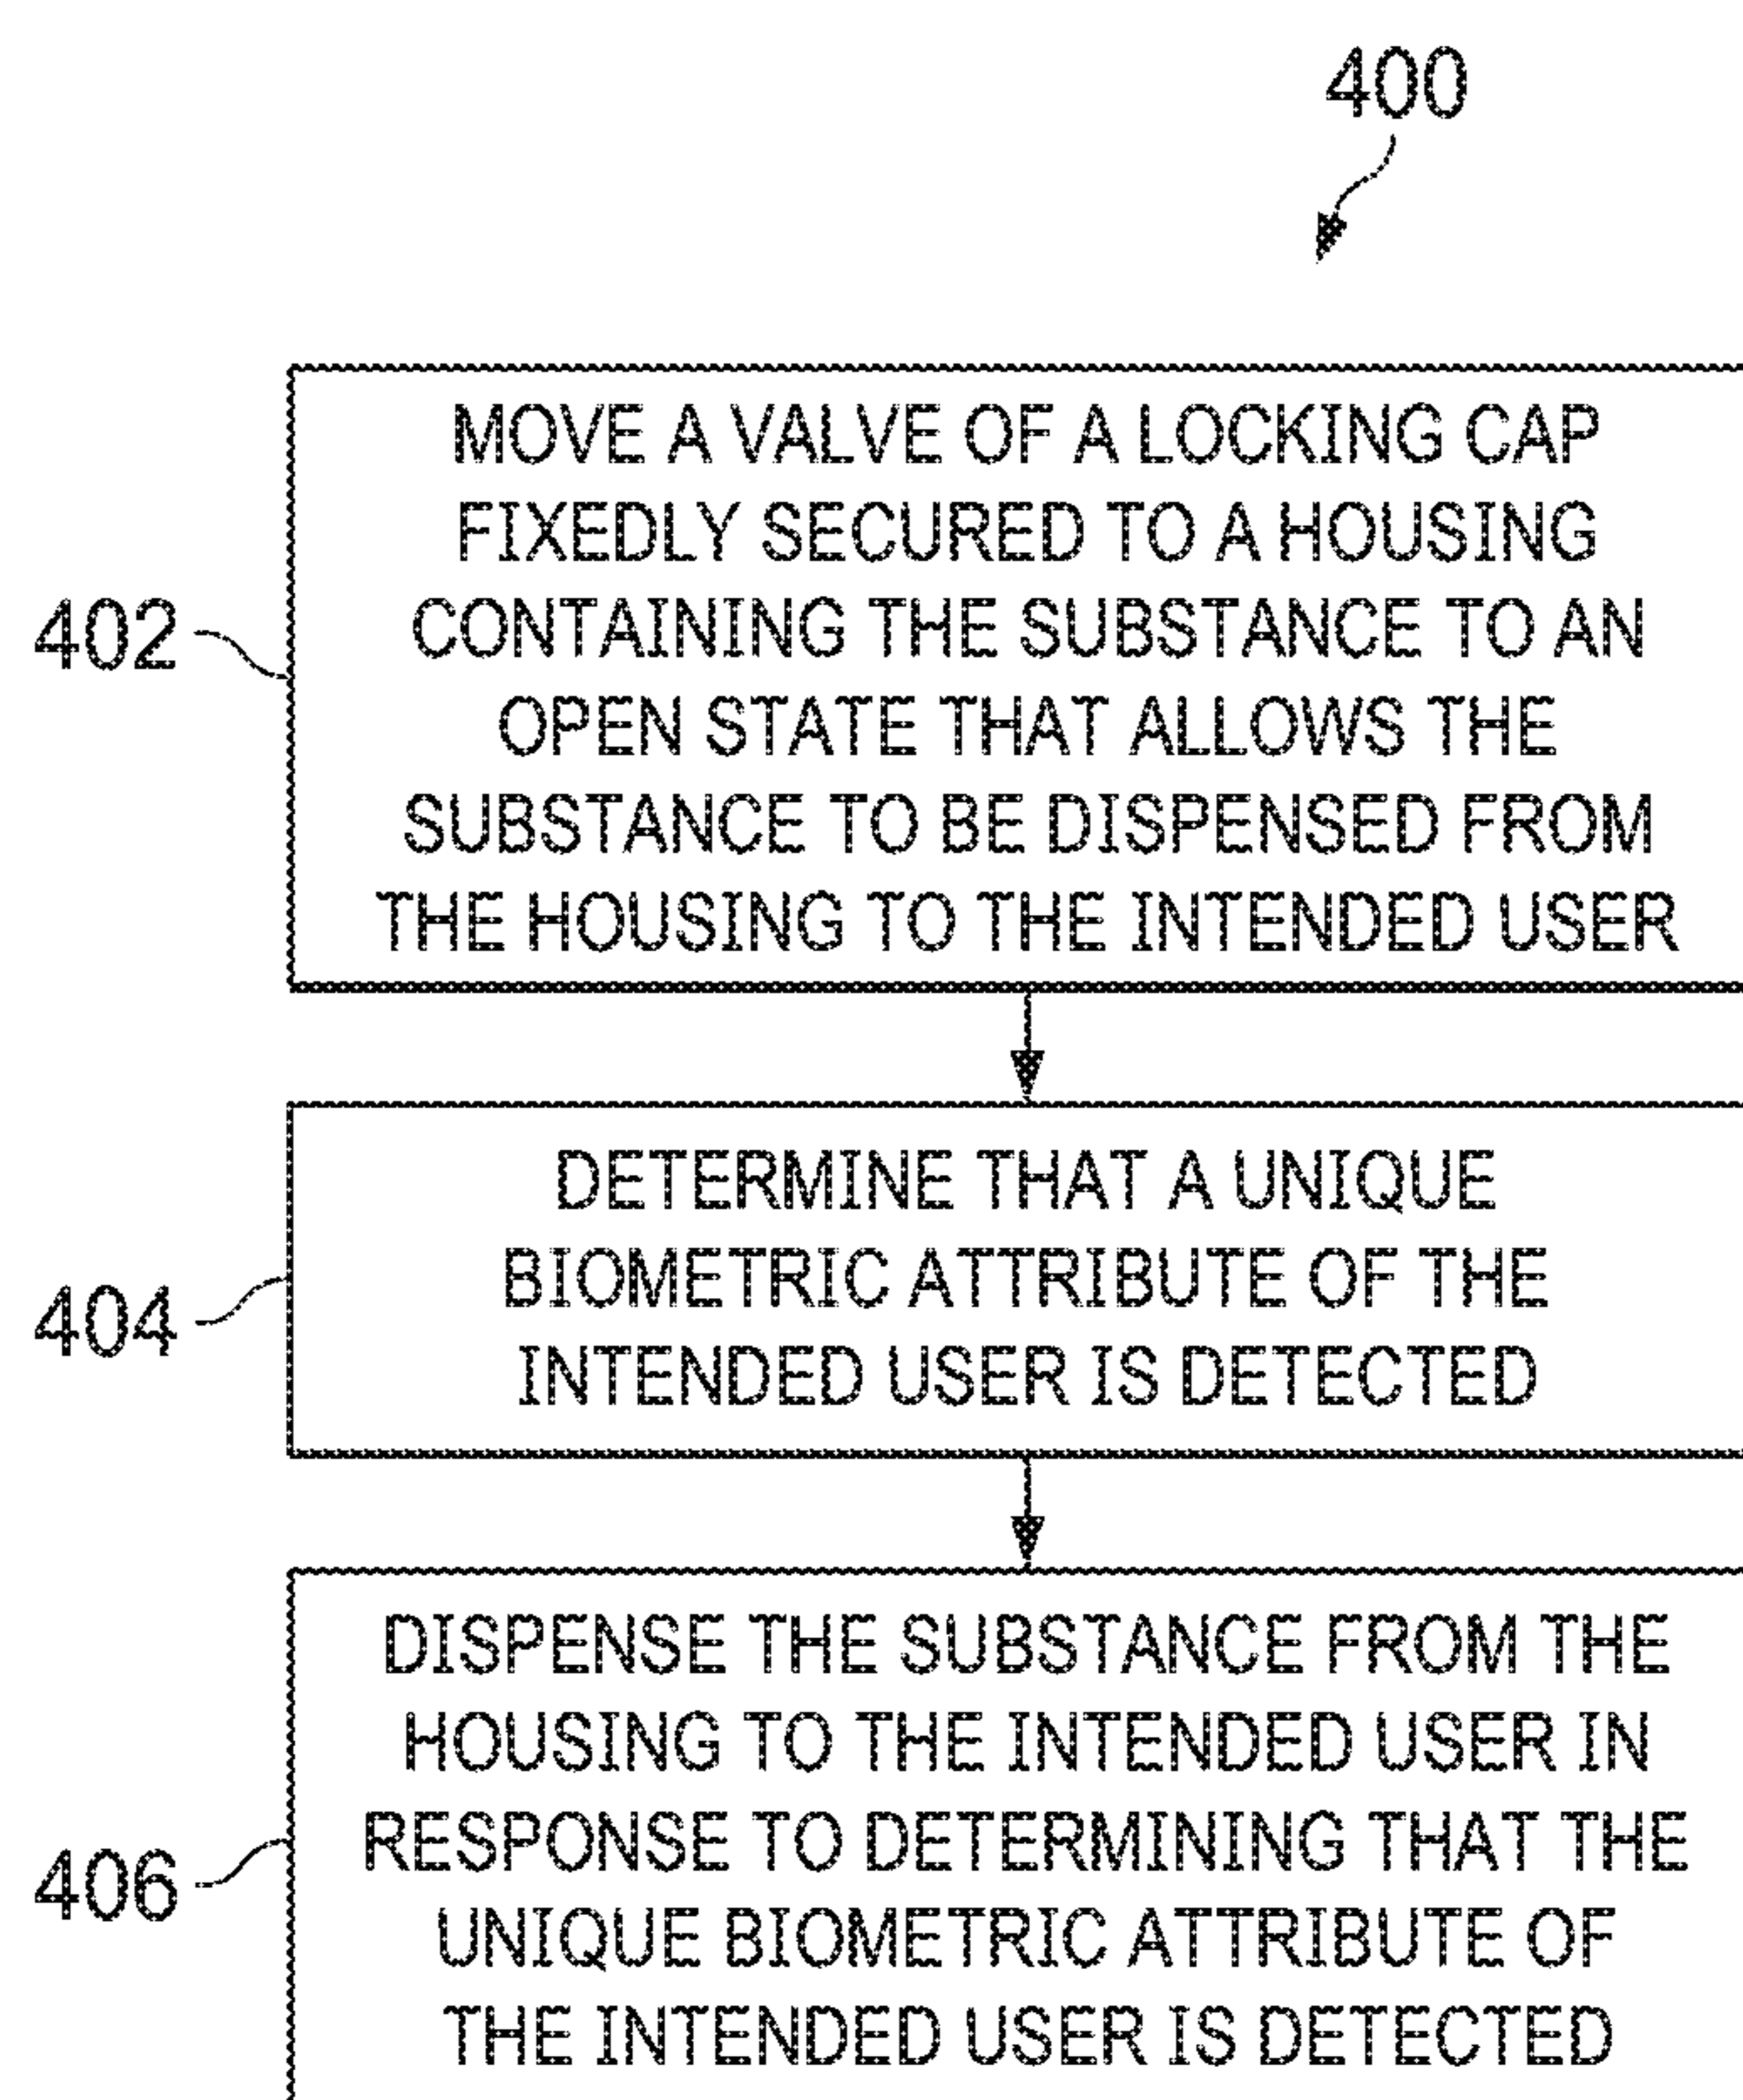 400
402
MOVE A VALVE OF A LOCKING CAP
FIXEDLY SECURED TO A HOUSING
CONTAINING THE SUBSTANCE TO AN
OPEN STATE THAT ALLOWS THE
SUBSTANCE TO BE DISPENSED FROM
THE HOUSING TO THE INTENDED USER
404
DETERMINE THAT A UNIQUE
BIOMETRIC ATTRIBUTE OF THE
INTENDED USER IS DETECTED
406
DISPENSE THE SUBSTANCE FROM THE
HOUSING TO THE INTENDED USER IN
RESPONSE TO DETERMINING THAT THE
UNIQUE BIOMETRIC ATTRIBUTE OF
THE INTENDED USER IS DETECTED